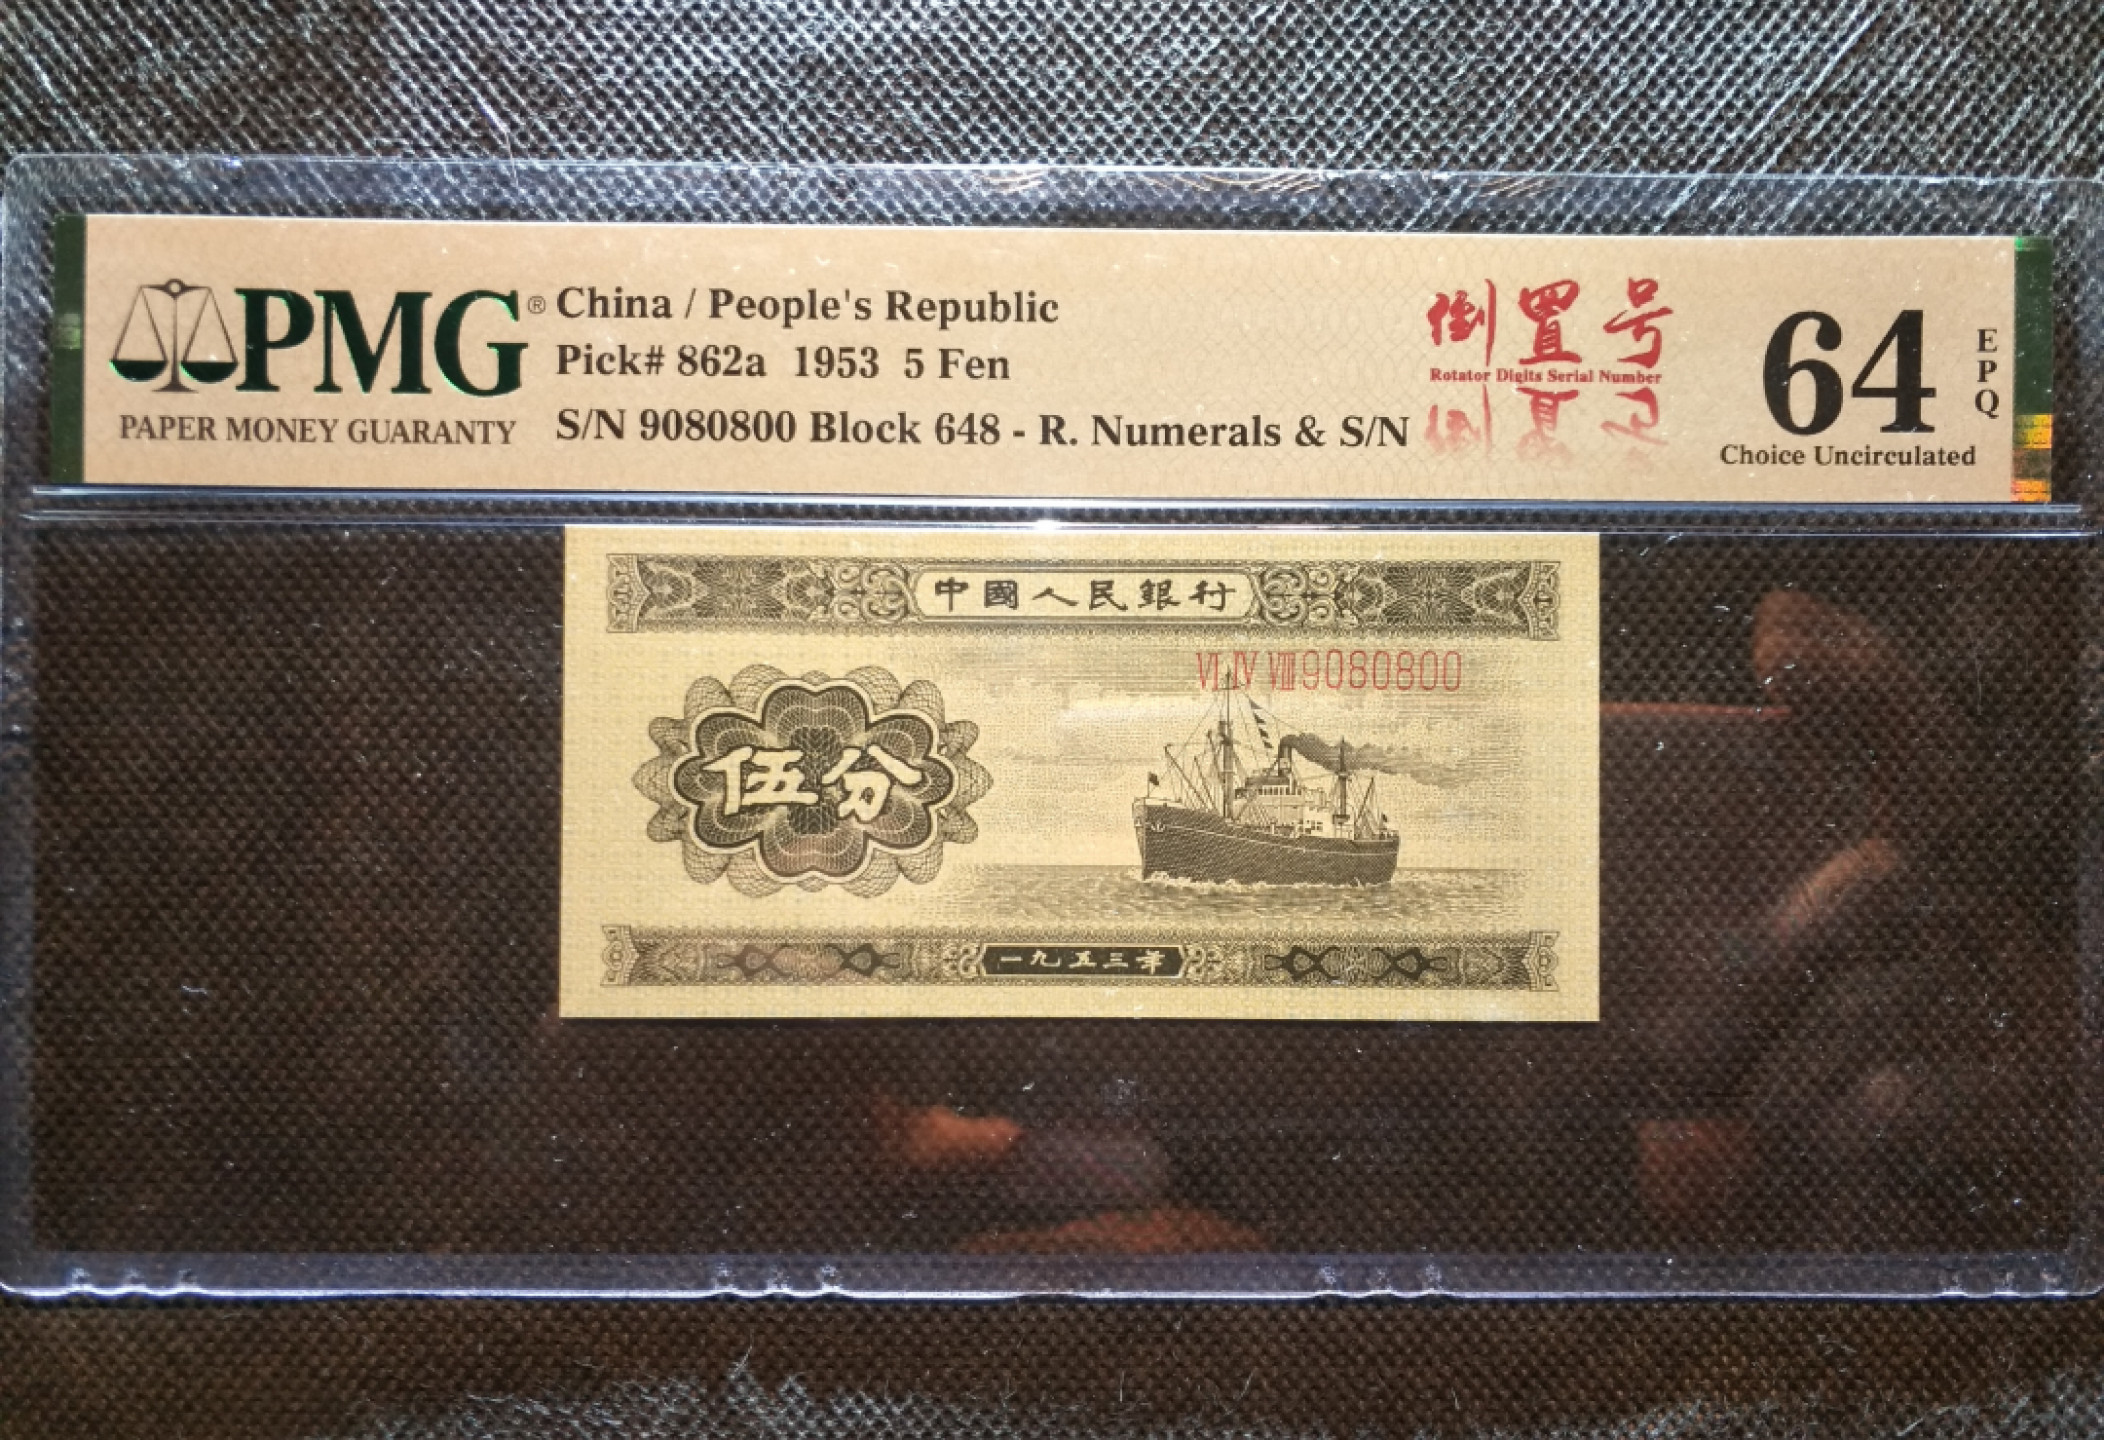 PMG®
PAPER MONEY GUARANTY
China / People's Republic
Pick# 862a 1953 5 Fen
S/N 9080800 Block 648 - R. Numerals & S/N
倒置号
Rotator Digits Serial Number
64
EPQ
Choice Uncirculated
中國人民銀行
VI IV VIII 9080800
伍分
一九五三年